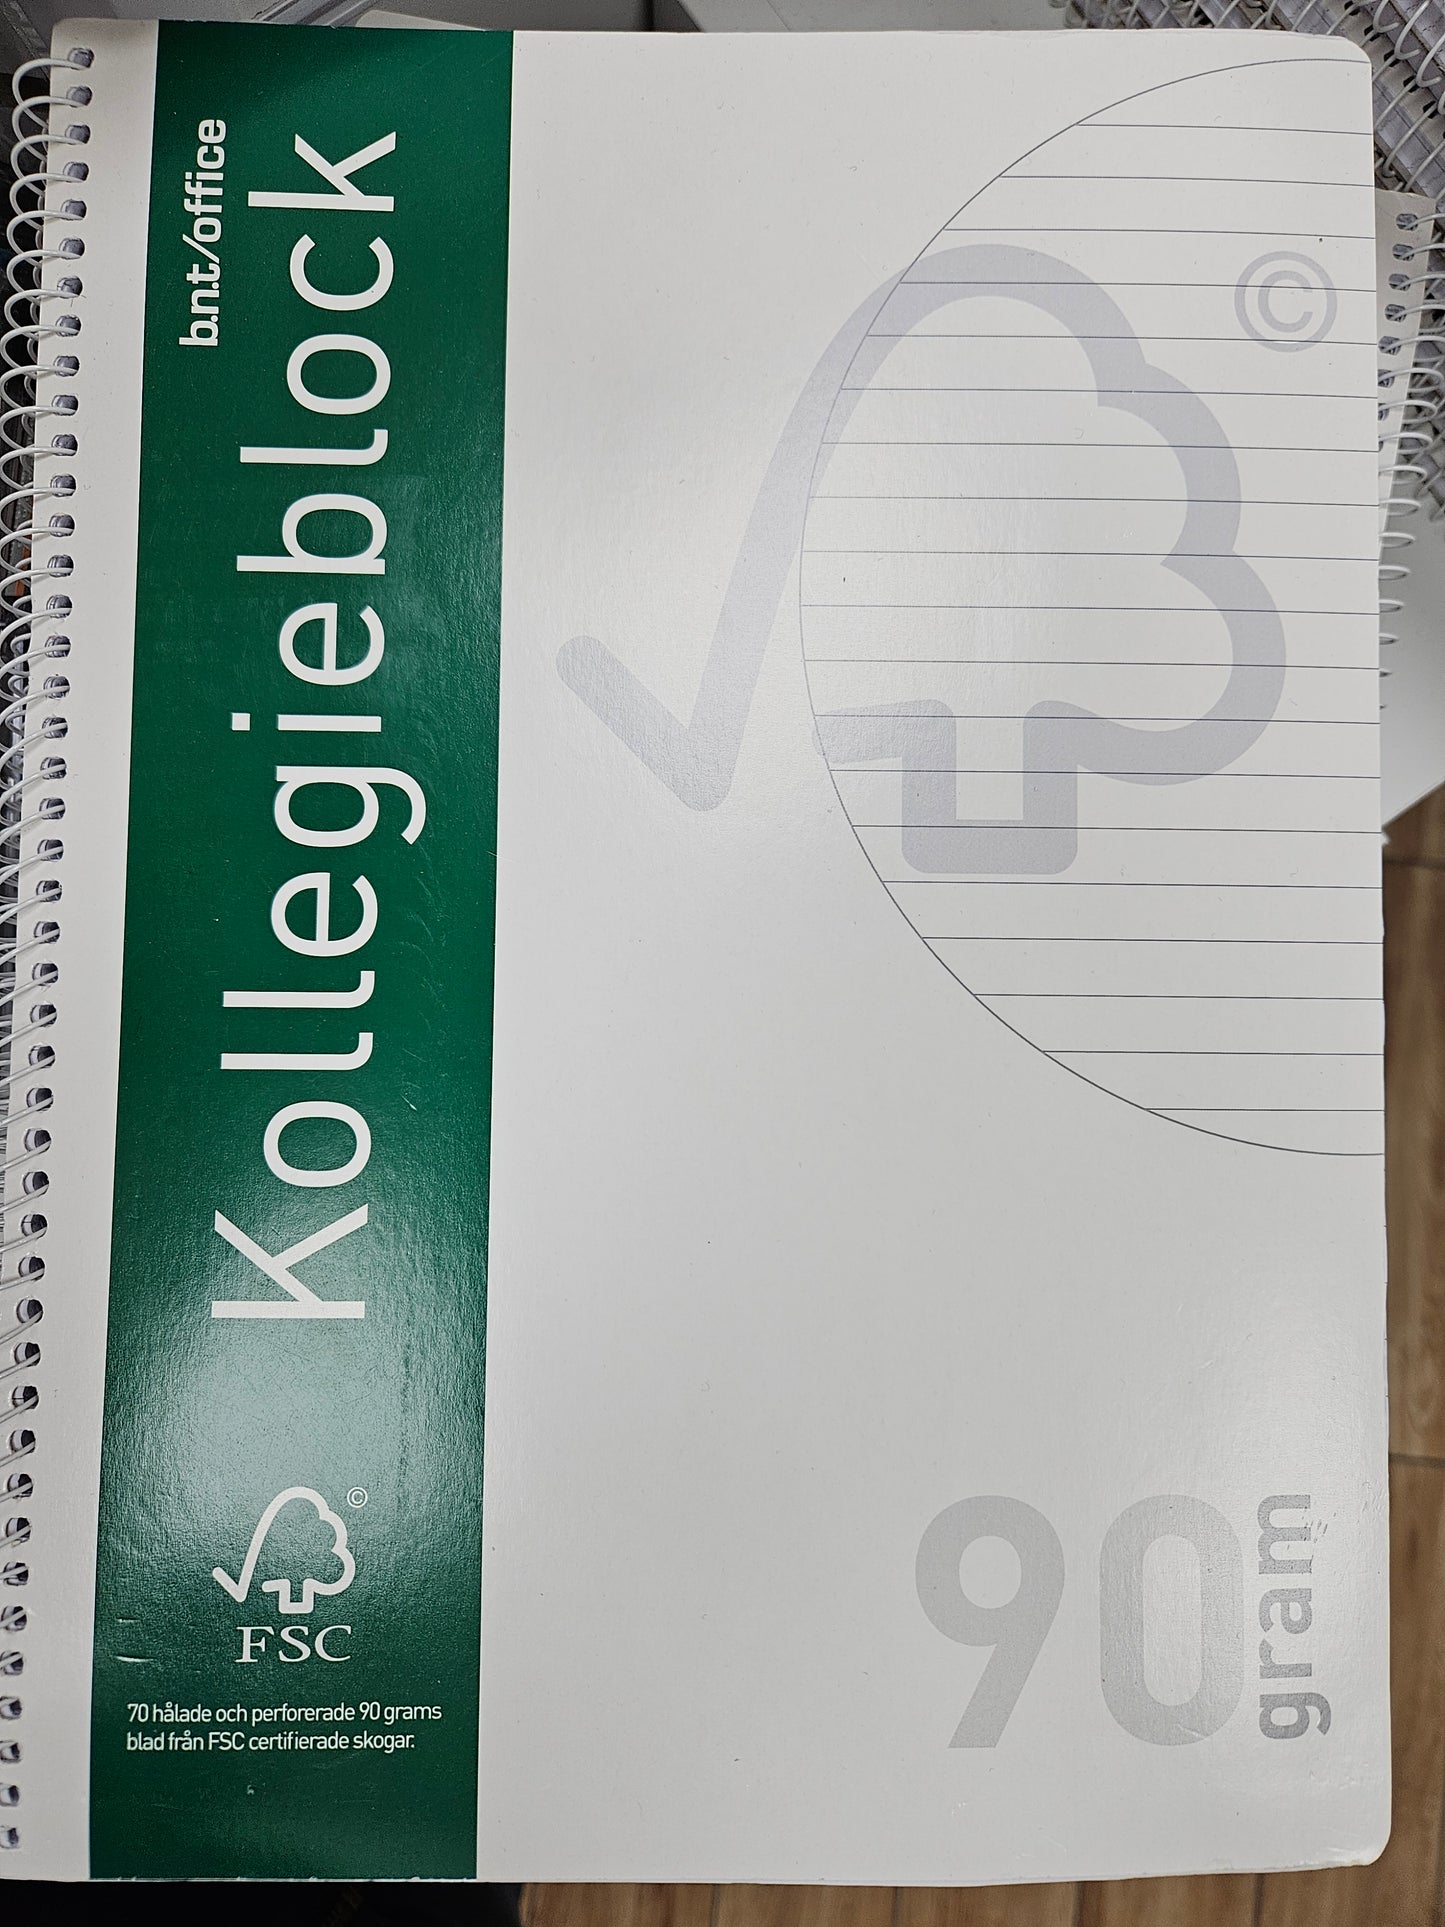 b.n.t/office
Kollegieblock
©
©
FSC
70 hålade och perforerade 90 grams
blad från FSC certifierade skogar.
90
gram